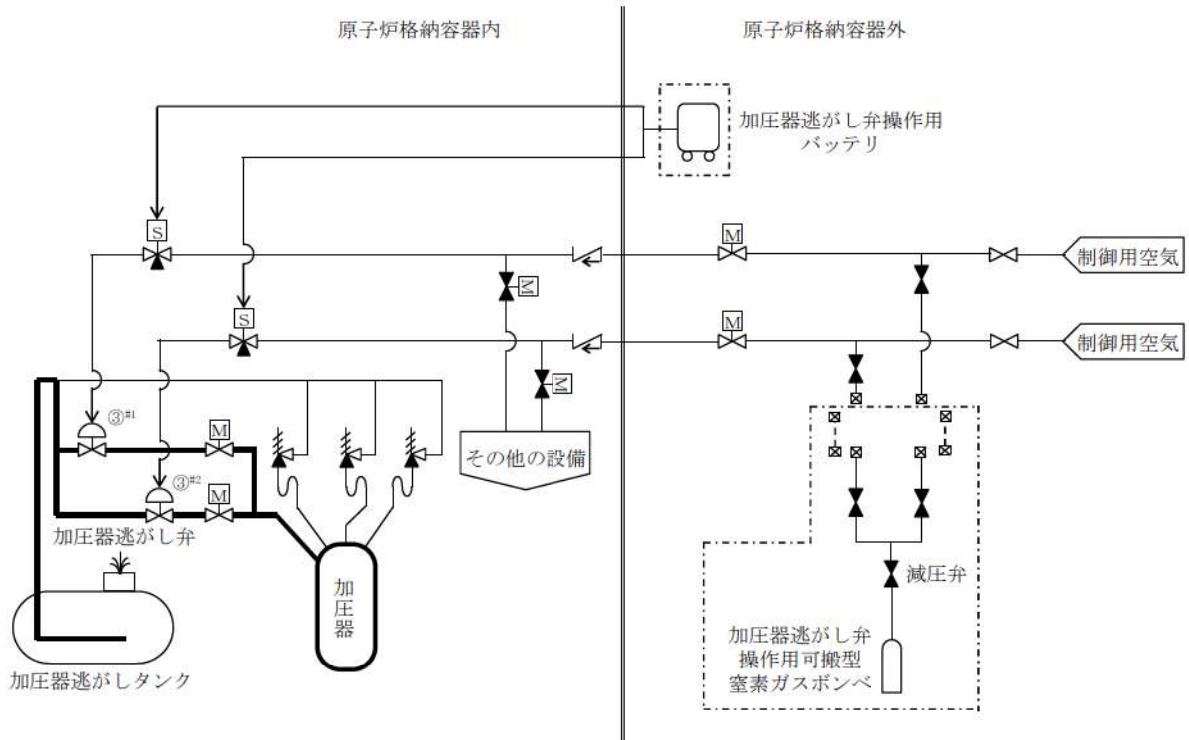 原子炉格納容器内
原子炉格納容器外
加圧器逃がし弁操作用
バッテリ
S
M
制御用空気
M
S
M
制御用空気
M
③#1
M
その他の設備
③#2
M
加圧器逃がし弁
減圧弁
加圧器
加圧器逃がし弁
操作用可搬型
窒素ガスボンベ
加圧器逃がしタンク